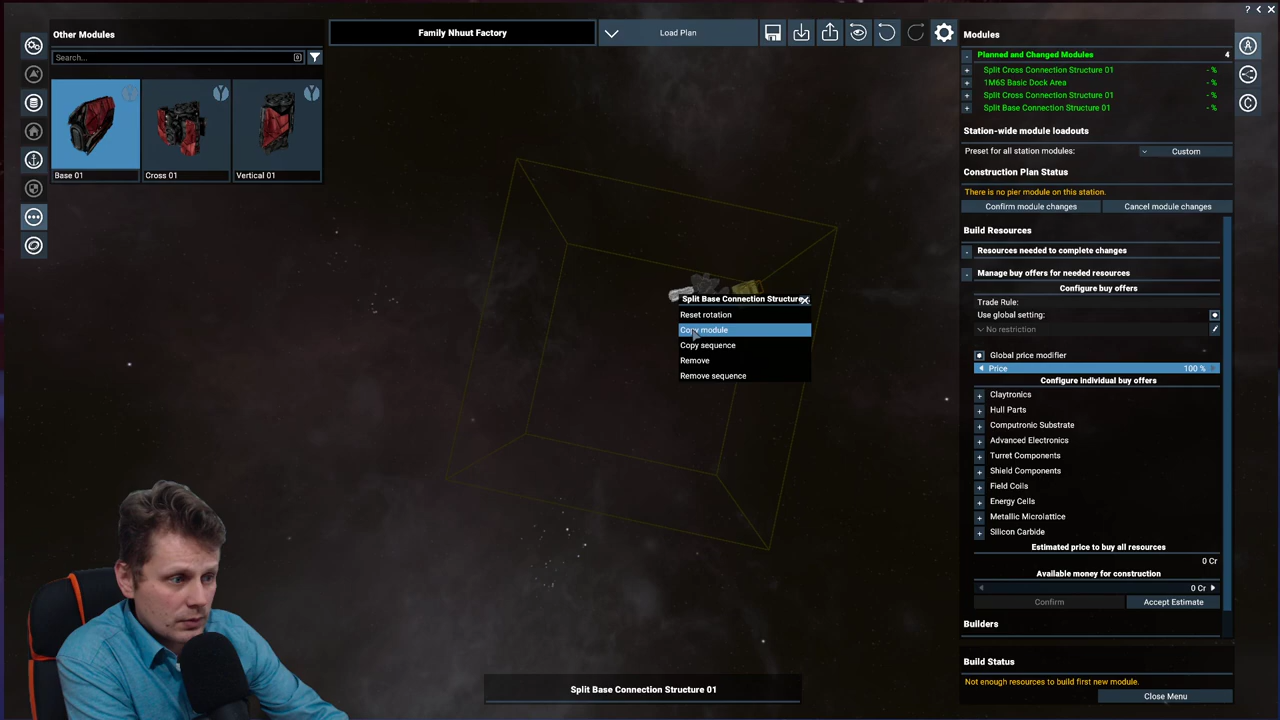 ? < ×
Other Modules
Search...
Base 01
Cross 01
Vertical 01
Family Nhuut Factory
Load Plan
Modules
- Planned and Changed Modules 4
+ Split Cross Connection Structure 01 - %
+ 1M6S Basic Dock Area - %
+ Split Cross Connection Structure 01 - %
+ Split Base Connection Structure 01 - %
Station-wide module loadouts
Preset for all station modules: Custom
Construction Plan Status
There is no pier module on this station.
Confirm module changes
Cancel module changes
Build Resources
- Resources needed to complete changes
- Manage buy offers for needed resources
Configure buy offers
Trade Rule:
Use global setting:
No restriction
Global price modifier
Price 100 %
Configure individual buy offers
+ Claytronics
+ Hull Parts
+ Computronic Substrate
+ Advanced Electronics
+ Turret Components
+ Shield Components
+ Field Coils
+ Energy Cells
+ Metallic Microlattice
+ Silicon Carbide
Estimated price to buy all resources
0 Cr
Available money for construction
0 Cr
Confirm
Accept Estimate
Builders
Build Status
Not enough resources to build first new module.
Close Menu
Split Base Connection Structure
Reset rotation
Copy module
Copy sequence
Remove
Remove sequence
Split Base Connection Structure 01